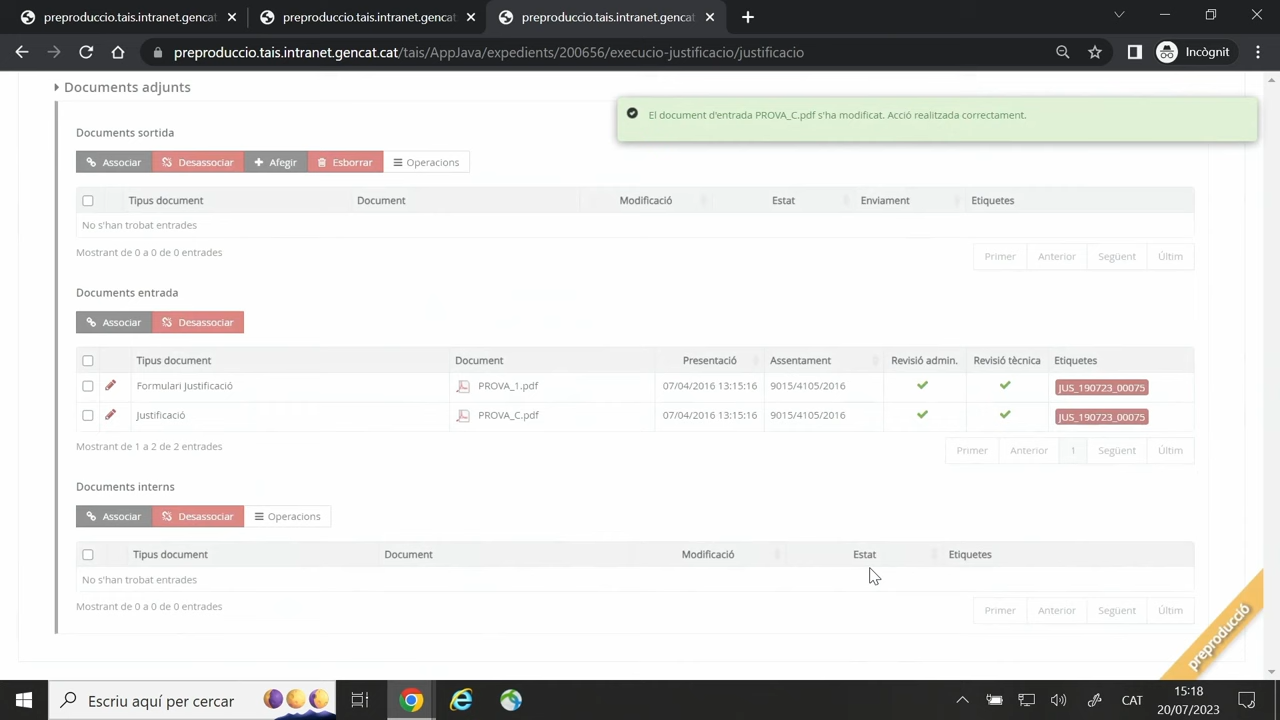 preproduccio.tais.intranet.gencat
preproduccio.tais.intranet.gencat
preproduccio.tais.intranet.gencat
preproduccio.tais.intranet.gencat.cat/tais/AppJava/expedients/200656/execucio-justificacio/justificacio
Incògnit
Documents adjunts
El document d'entrada PROVA_C.pdf s'ha modificat. Acció realitzada correctament.
Documents sortida
Associar Desassociar Afegir Esborrar Operacions
Tipus document Document Modificació Estat Enviament Etiquetes
No s'han trobat entrades
Mostrant de 0 a 0 de 0 entrades
Primer Anterior Següent Últim
Documents entrada
Associar Desassociar
Tipus document Document Presentació Assentament Revisió admin. Revisió tècnica Etiquetes
Formulari Justificació PROVA_1.pdf 07/04/2016 13:15:16 9015/4105/2016 JUS_190723_00075
Justificació PROVA_C.pdf 07/04/2016 13:15:16 9015/4105/2016 JUS_190723_00075
Mostrant de 1 a 2 de 2 entrades
Primer Anterior 1 Següent Últim
Documents interns
Associar Desassociar Operacions
Tipus document Document Modificació Estat Etiquetes
No s'han trobat entrades
Mostrant de 0 a 0 de 0 entrades
Primer Anterior Següent Últim
preproducció
Escriu aquí per cercar
CAT
15:18
20/07/2023